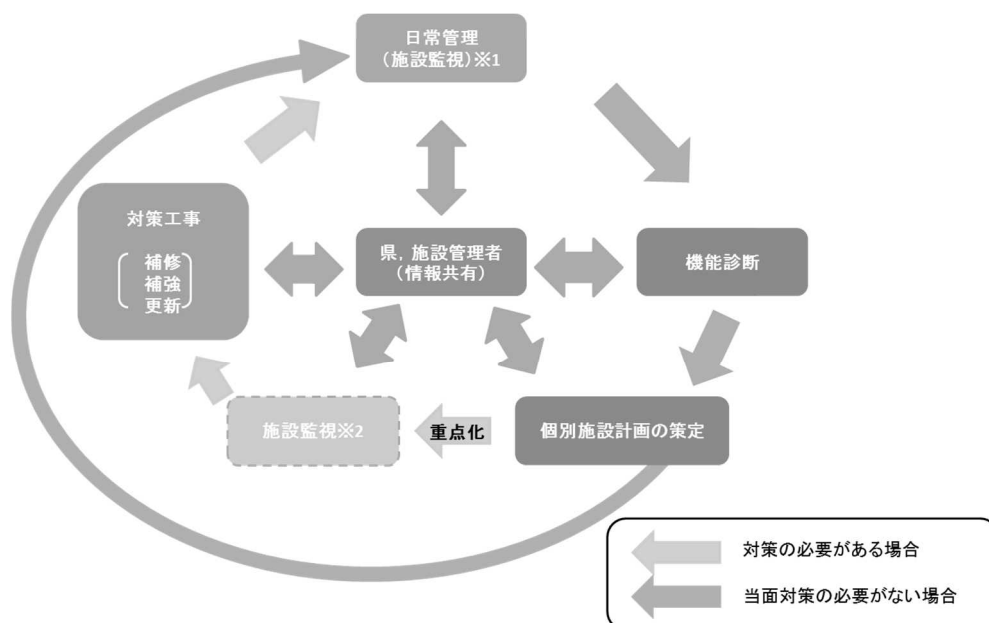 日常管理
(施設監視)※1
対策工事
補修
補強
更新
県，施設管理者
(情報共有)
機能診断
施設監視※2
重点化
個別施設計画の策定
対策の必要がある場合
当面対策の必要がない場合